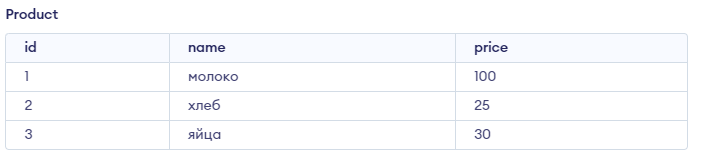 Product
id name price
1 молоко 100
2 хлеб 25
3 яйца 30